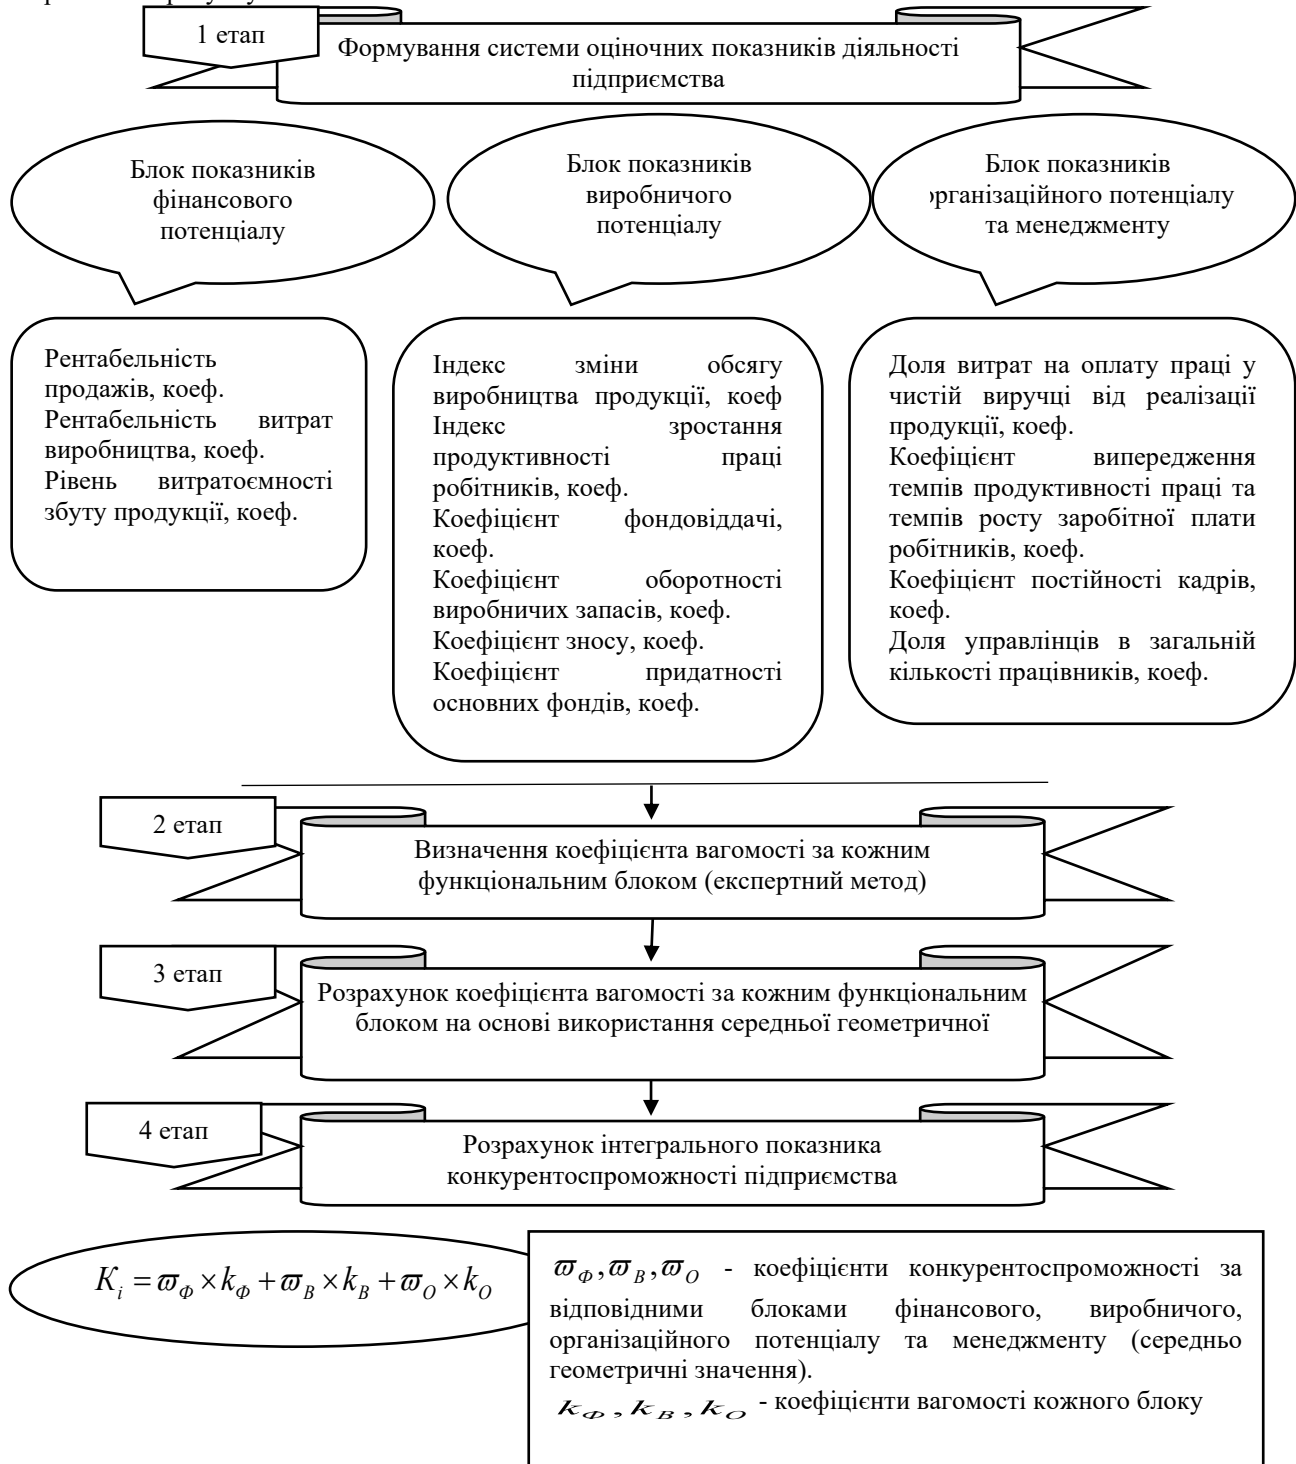 1 етап
Формування системи оціночних показників діяльності
підприємства
Блок показників
фінансового
потенціалу
Блок показників
виробничого
потенціалу
Блок показників
організаційного потенціалу
та менеджменту
Рентабельність
продажів, коеф.
Рентабельність витрат
виробництва, коеф.
Рівень витратоємності
збуту продукції, коеф.
Індекс зміни обсягу
виробництва продукції, коеф
Індекс зростання
продуктивності праці
робітників, коеф.
Коефіцієнт фондовіддачі,
коеф.
Коефіцієнт оборотності
виробничих запасів, коеф.
Коефіцієнт зносу, коеф.
Коефіцієнт придатності
основних фондів, коеф.
Доля витрат на оплату праці у
чистій виручці від реалізації
продукції, коеф.
Коефіцієнт випередження
темпів продуктивності праці та
темпів росту заробітної плати
робітників, коеф.
Коефіцієнт постійності кадрів,
коеф.
Доля управлінців в загальній
кількості працівників, коеф.
2 етап
Визначення коефіцієнта вагомості за кожним
функціональним блоком (експертний метод)
3 етап
Розрахунок коефіцієнта вагомості за кожним функціональним
блоком на основі використання середньої геометричної
4 етап
Розрахунок інтегрального показника
конкурентоспроможності підприємства
K_i = ϖ_Ф × k_Ф + ϖ_В × k_В + ϖ_О × k_О
ϖ_Ф, ϖ_В, ϖ_О - коефіцієнти конкурентоспроможності за
відповідними блоками фінансового, виробничого,
організаційного потенціалу та менеджменту (середньо
геометричні значення).
k_Ф, k_В, k_О - коефіцієнти вагомості кожного блоку